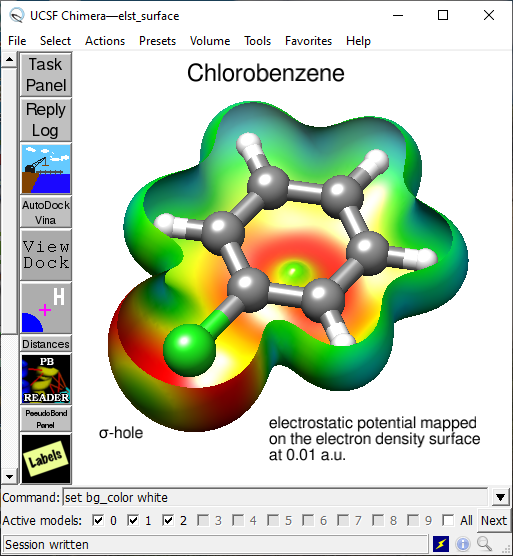 UCSF Chimera—elst_surface
File Select Actions Presets Volume Tools Favorites Help
Task
Panel
Reply
Log
AutoDock
Vina
View
Dock
H
Distances
PB
READER
PseudoBond
Panel
Labels
Chlorobenzene
σ-hole
electrostatic potential mapped
on the electron density surface
at 0.01 a.u.
Command: set bg_color white
Active models: 0 1 2 3 4 5 6 7 8 9 All Next
Session written